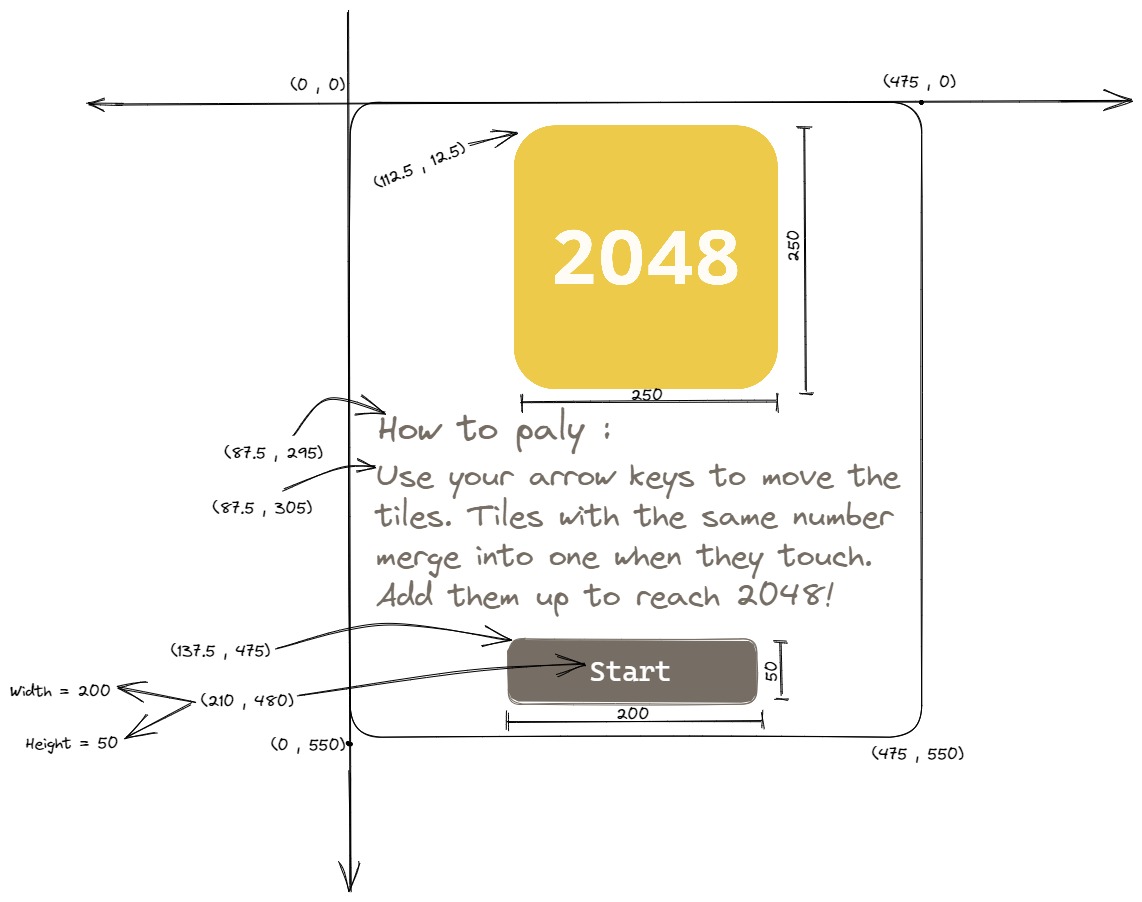 (0 , 0)
(475 , 0)
(112.5 , 12.5)
2048
250
250
How to paly :
(87.5 , 295)
Use your arrow keys to move the
(87.5 , 305)
tiles. Tiles with the same number
merge into one when they touch.
Add them up to reach 2048!
(137.5 , 475)
Start
50
Width = 200
(210 , 480)
200
Height = 50
(0 , 550)
(475 , 550)